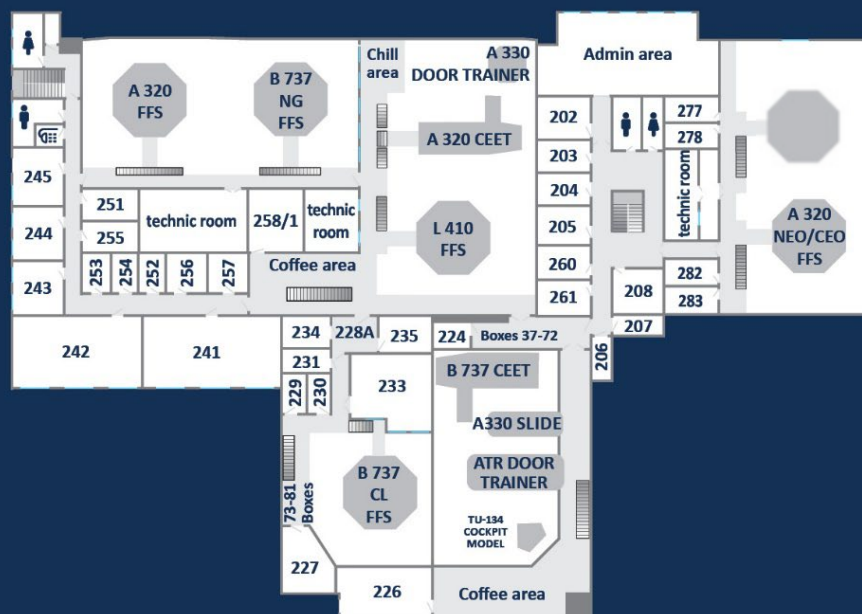 A 330
DOOR TRAINER
Chill
area
Admin area
A 320
FFS
B 737
NG
FFS
A 320 CEET
202
203
204
205
260
261
277
278
technic room
A 320
NEO/CEO
FFS
282
283
208
207
206
245
244
243
251
255
technic room
258/1
technic
room
L 410
FFS
253
254
252
256
257
Coffee area
242
241
234
228A
235
224
Boxes 37-72
231
229
230
233
B 737 CEET
A330 SLIDE
ATR DOOR
TRAINER
TU-134
COCKPIT
MODEL
B 737
CL
FFS
73-81
Boxes
227
226
Coffee area